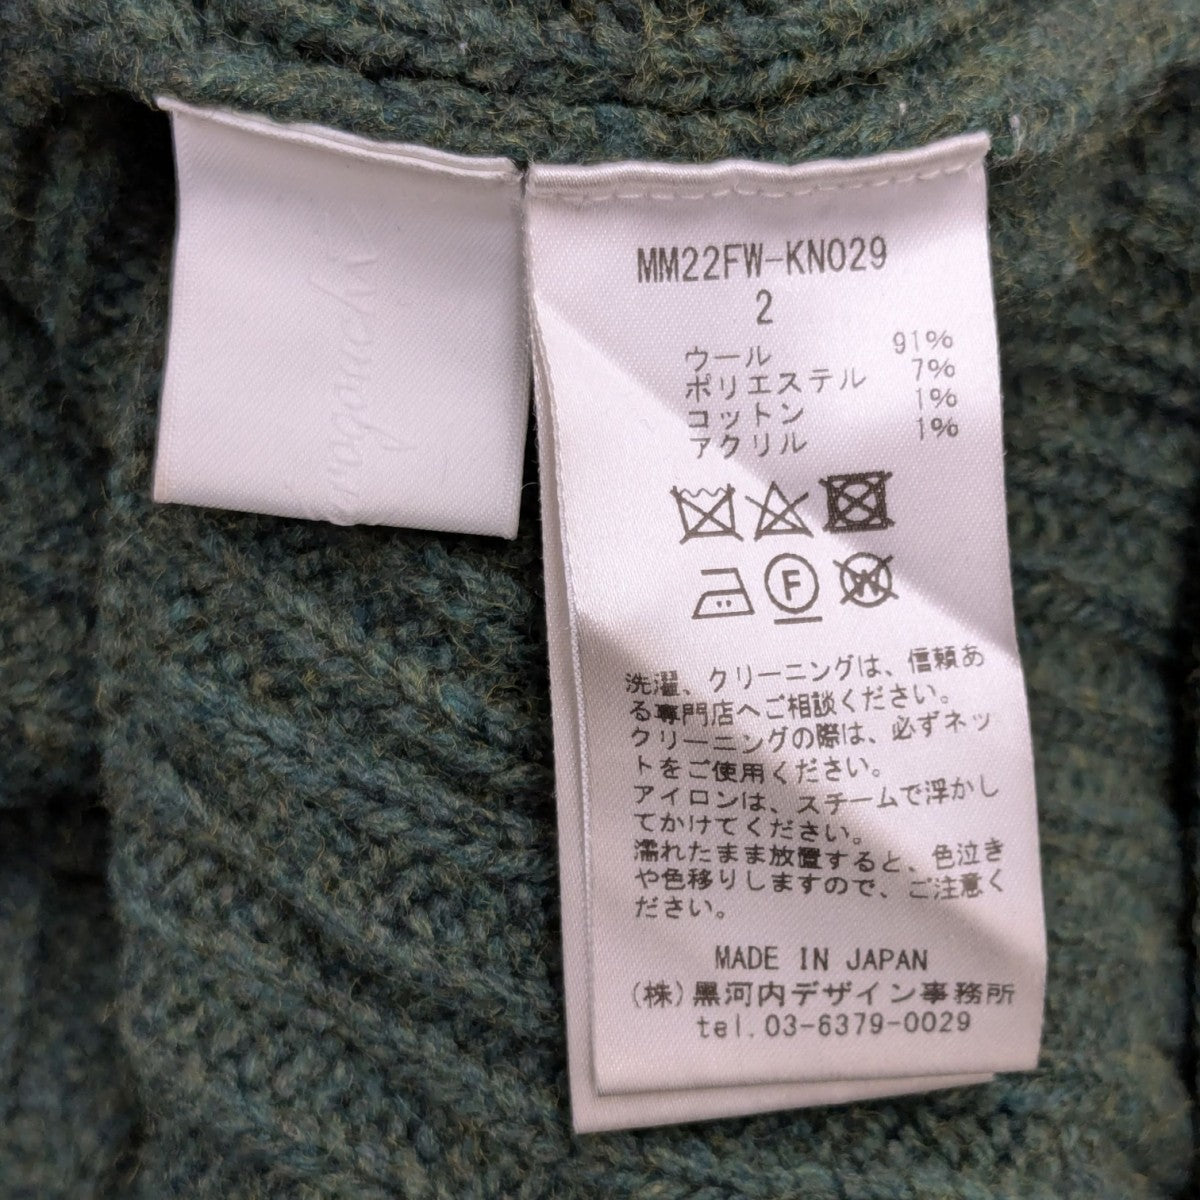 MM22FW-KN029
2
ウール 91%
ポリエステル 7%
コットン 1%
アクリル 1%
F
W
洗濯、クリーニングは、信頼あ
る専門店へご相談ください。
クリーニングの際は、必ずネッ
トをご使用ください。
アイロンは、スチームで浮かし
てかけてください。
濡れたまま放置すると、色泣き
や色移りしますので、ご注意く
ださい。
MADE IN JAPAN
(株)黒河内デザイン事務所
tel.03-6379-0029